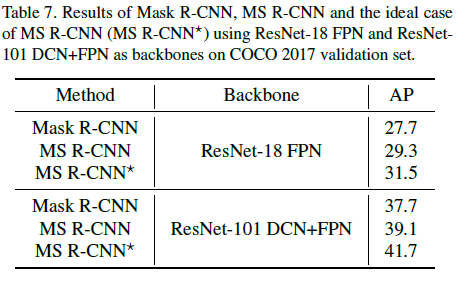 Table 7. Results of Mask R-CNN, MS R-CNN and the ideal case
of MS R-CNN (MS R-CNN⋆) using ResNet-18 FPN and ResNet-
101 DCN+FPN as backbones on COCO 2017 validation set.
Method Backbone AP
Mask R-CNN 27.7
MS R-CNN ResNet-18 FPN 29.3
MS R-CNN⋆ 31.5
Mask R-CNN 37.7
MS R-CNN ResNet-101 DCN+FPN 39.1
MS R-CNN⋆ 41.7